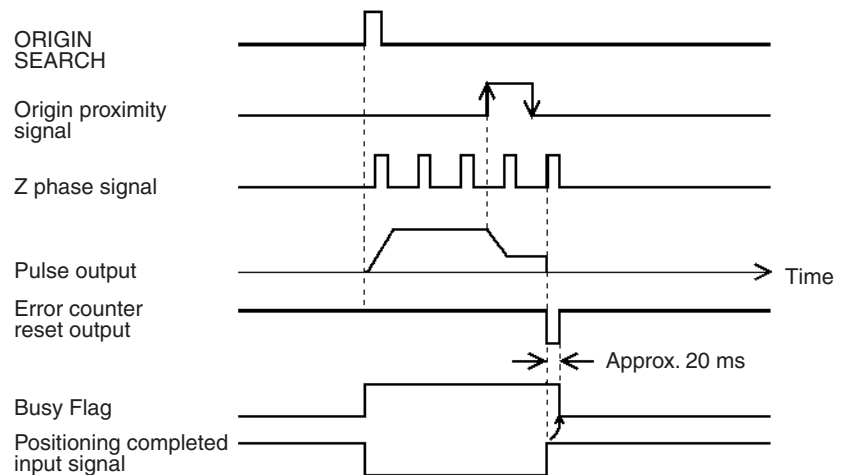 ORIGIN
SEARCH
Origin proximity
signal
Z phase signal
Pulse output
Time
Error counter
reset output
Approx. 20 ms
Busy Flag
Positioning completed
input signal